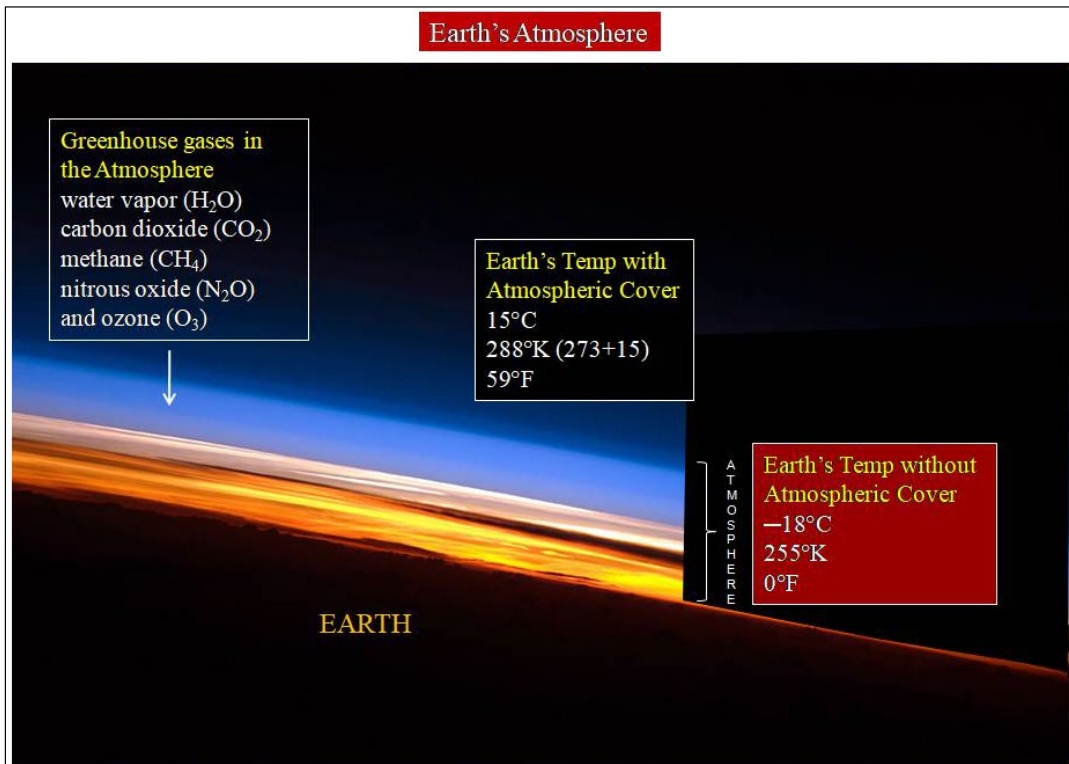 Earth's Atmosphere
Greenhouse gases in
the Atmosphere
water vapor (H₂O)
carbon dioxide (CO₂)
methane (CH₄)
nitrous oxide (N₂O)
and ozone (O₃)
Earth's Temp with
Atmospheric Cover
15°C
288°K (273+15)
59°F
ATMOSPHERE
Earth's Temp without
Atmospheric Cover
—18°C
255°K
0°F
EARTH